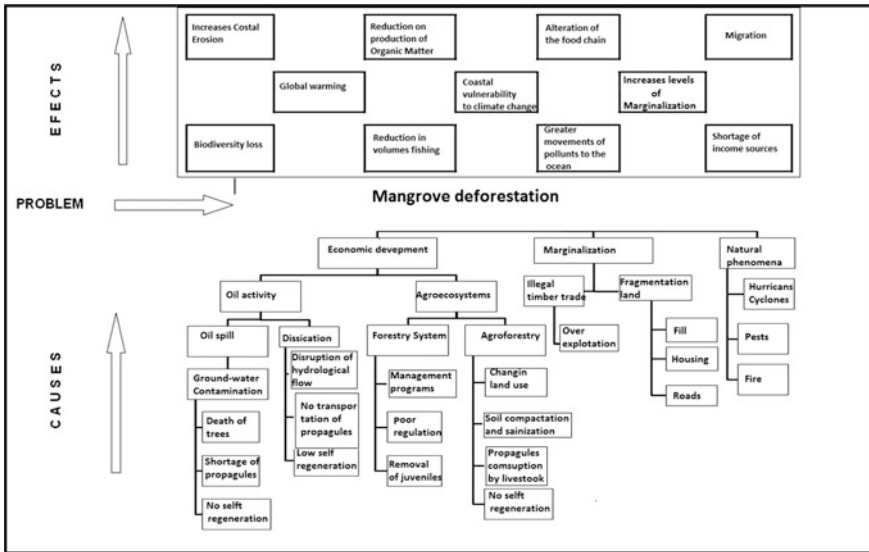 EFECTS
Increases Costal
Erosion
Reduction on
production of
Organic Matter
Alteration of
the food chain
Migration
Global warming
Coastal
vulnerability
to climate change
Increases levels
of
Marginalization
Biodiversity loss
Reduction in
volumes fishing
Greater
movements of
pollunts to the
ocean
Shortage of
income sources
PROBLEM
Mangrove deforestation
CAUSES
Economic devepment
Marginalization
Natural
phenomena
Oil activity
Agroecosystems
Illegal
timber trade
Fragmentation
land
Hurricans
Cyclones
Oil spill
Dissication
Forestry System
Agroforestry
Over
explotation
Fill
Pests
Ground-water
Contamination
Disruption of
hydrological
flow
Management
programs
Changin
land use
Housing
Fire
Roads
Death of
trees
No transpor
tation of
propagules
Poor
regulation
Soil compactation
and sainization
Shortage of
propagules
Low self
regeneration
Removal
of juveniles
Propagules
comsuption
by livestook
No selft
regeneration
No selft
regeneration